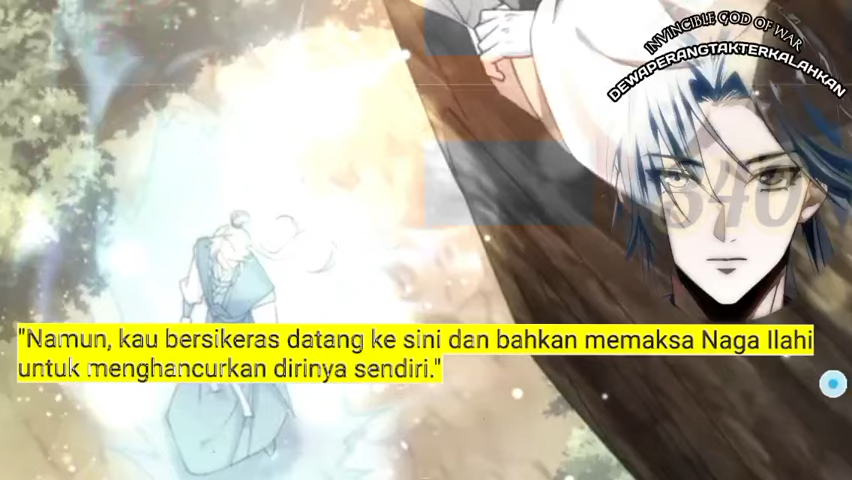 INVINCIBLE GOD OF WAR
DEWAPERANGTAKTERKALAHKAN
340
"Namun, kau bersikeras datang ke sini dan bahkan memaksa Naga Ilahi
untuk menghancurkan dirinya sendiri."